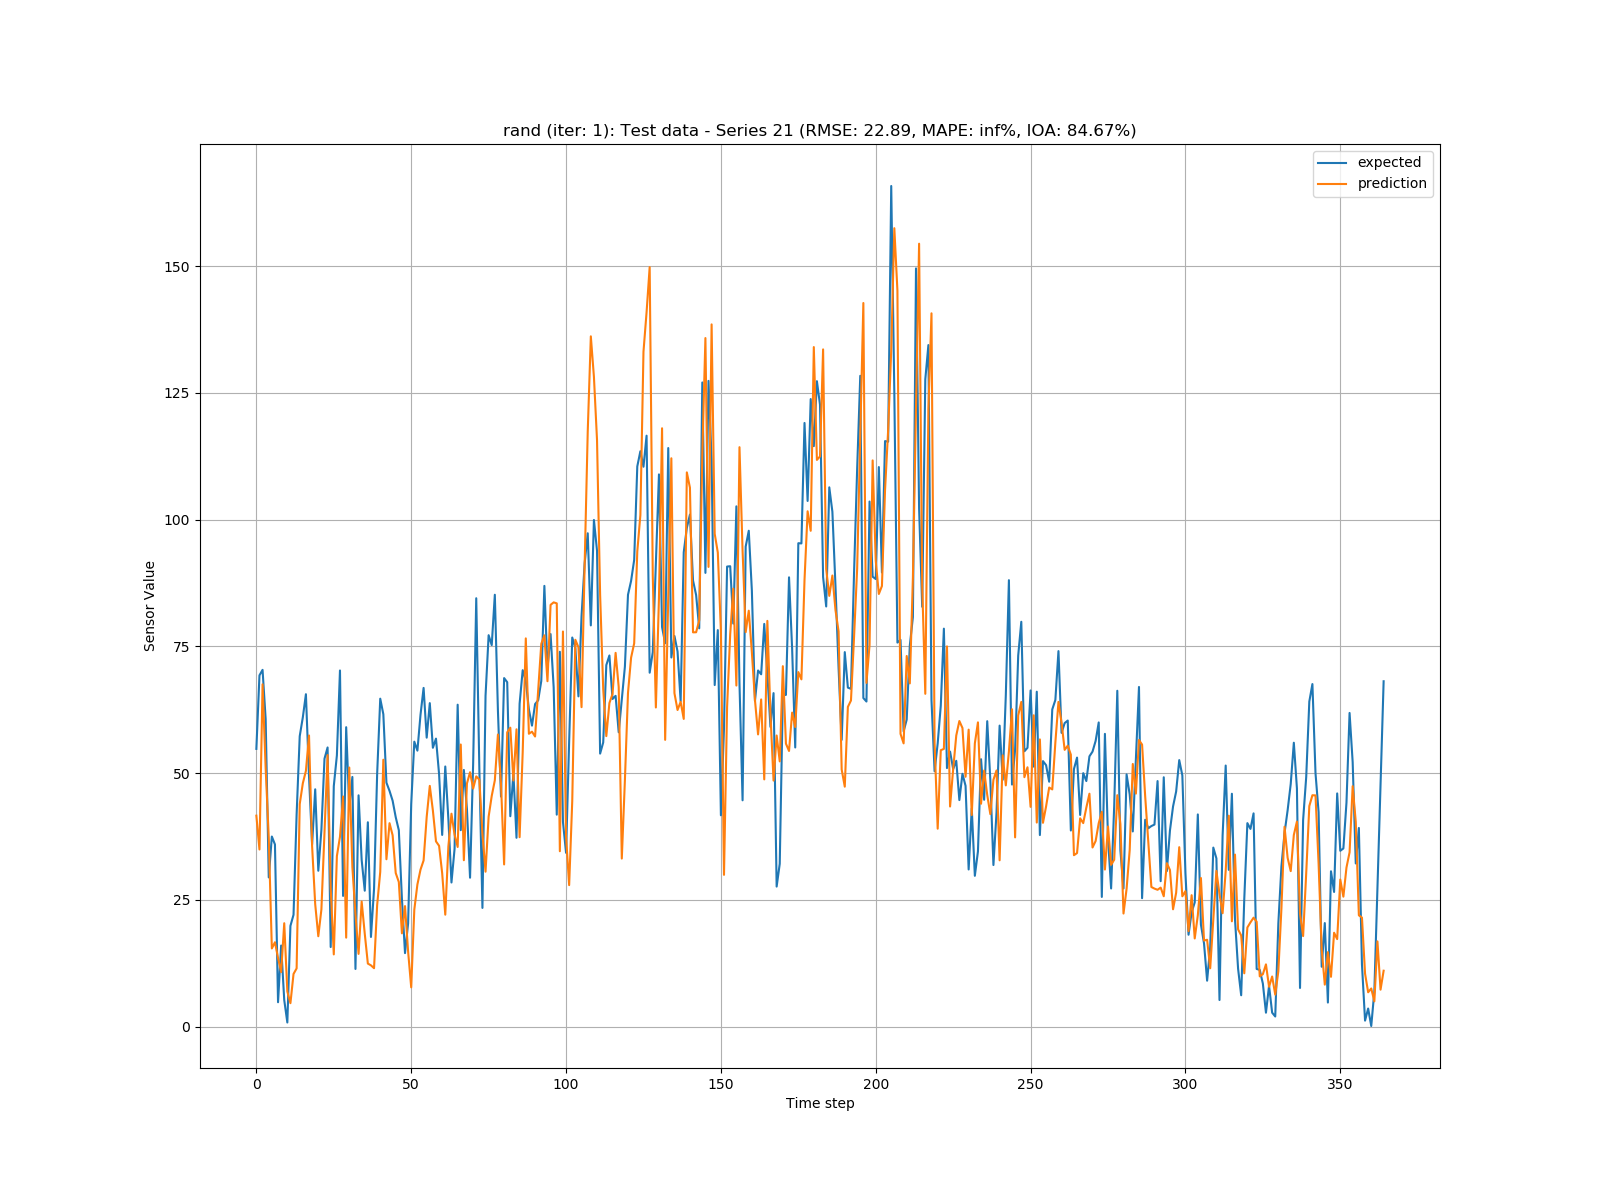 rand (iter: 1): Test data - Series 21 (RMSE: 22.89, MAPE: inf%, IOA: 84.67%)
expected
prediction
Sensor Value
150
125
100
75
50
25
0
0 50 100 150 200 250 300 350
Time step